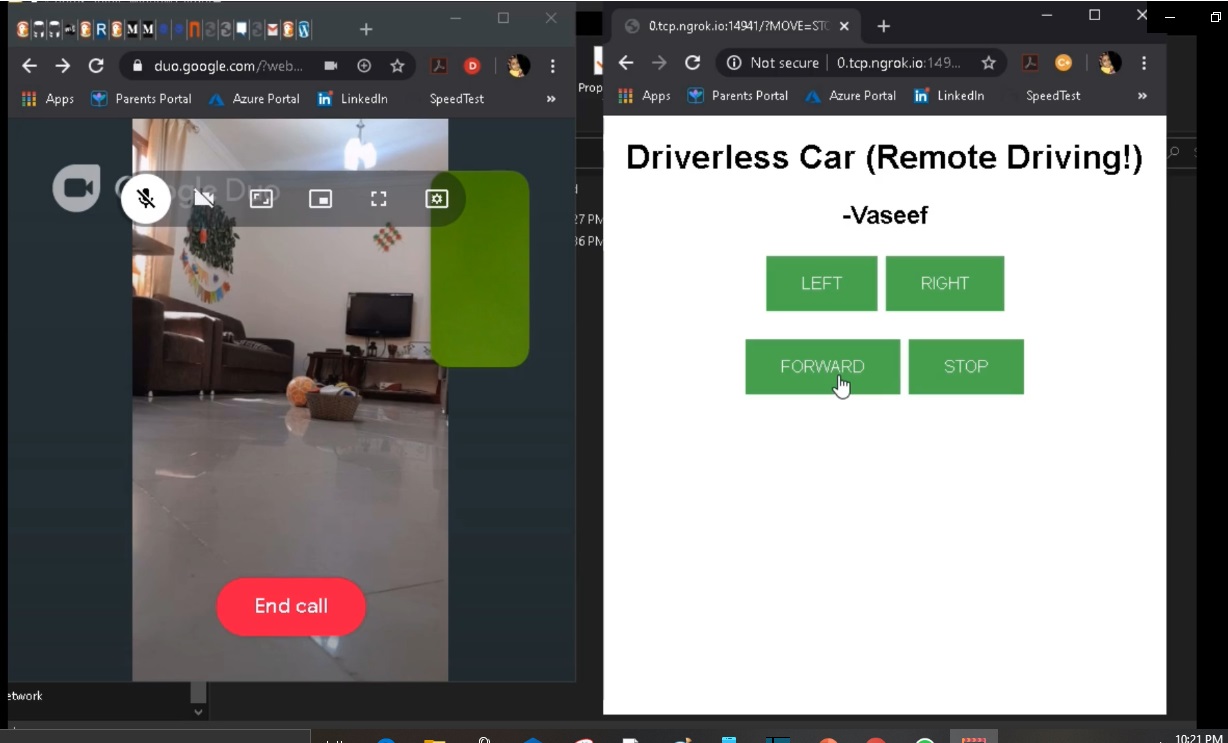 duo.google.com/?web...
Apps Parents Portal Azure Portal LinkedIn SpeedTest »
Google Duo
End call
etwork
Prop
27 PM
36 PM
0.tcp.ngrok.io:14941/?MOVE=STO
Not secure | 0.tcp.ngrok.io:149...
Apps Parents Portal Azure Portal LinkedIn SpeedTest »
Driverless Car (Remote Driving!)
-Vaseef
LEFT RIGHT
FORWARD STOP
10:21 PM